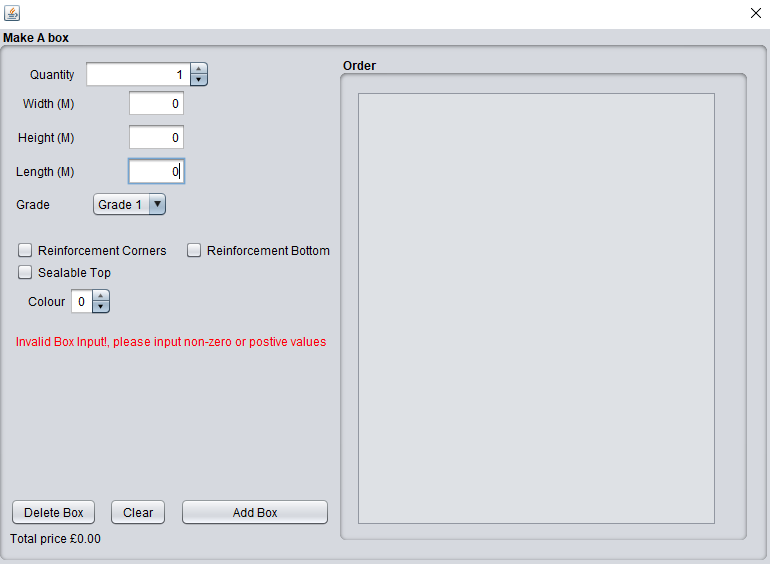 Make A box
Quantity 1
Width (M) 0
Height (M) 0
Length (M) 0
Grade Grade 1
Reinforcement Corners Reinforcement Bottom
Sealable Top
Colour 0
Invalid Box Input!, please input non-zero or postive values
Delete Box Clear Add Box
Total price £0.00
Order